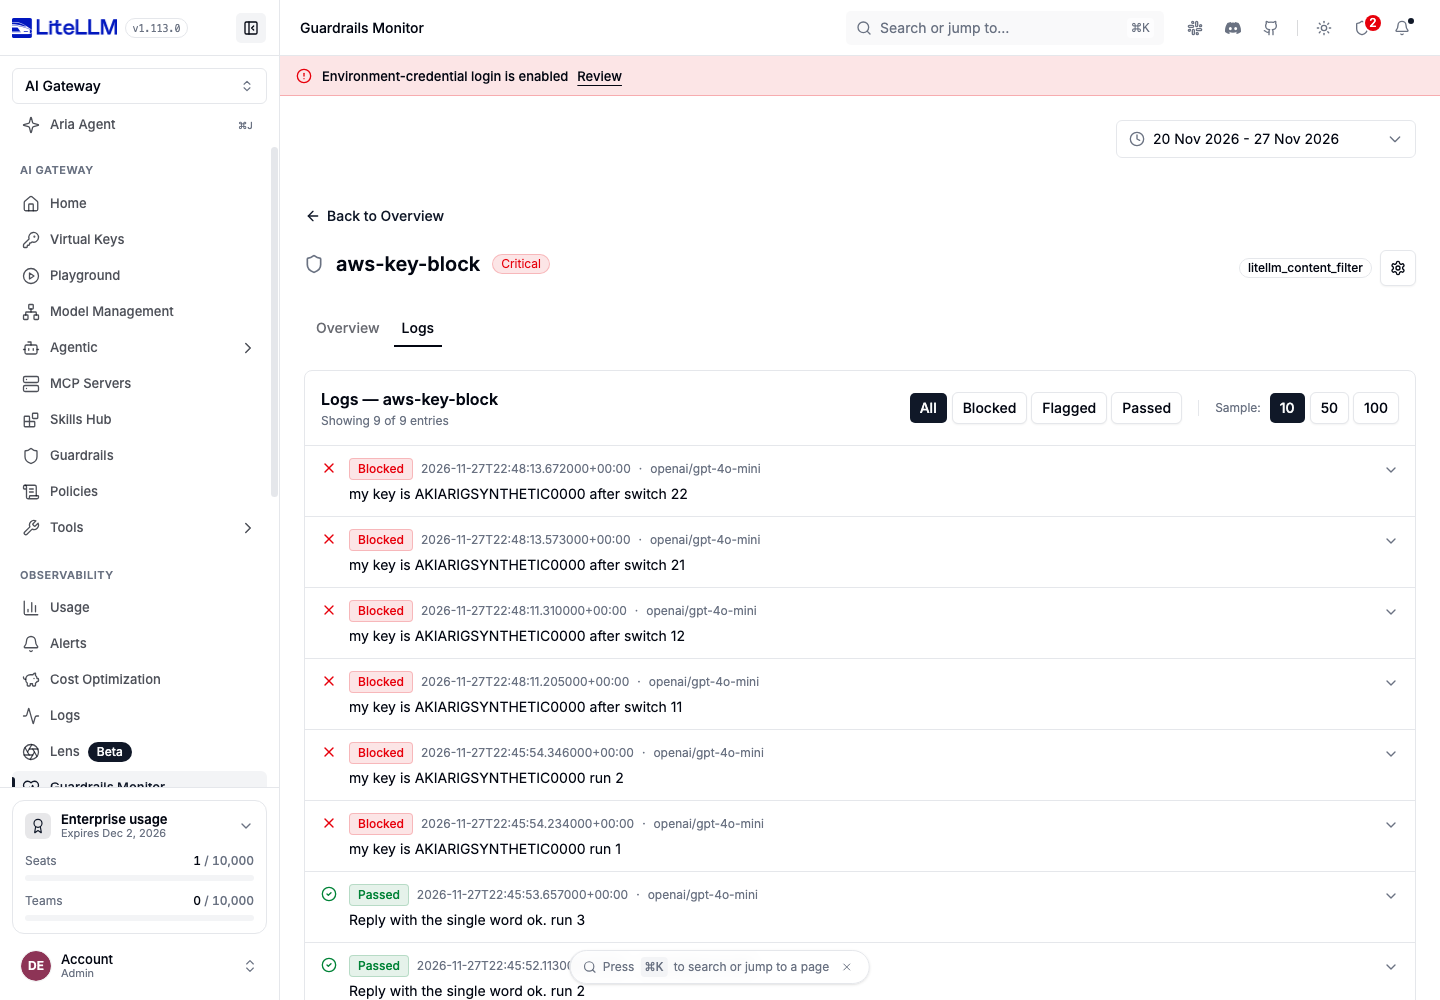 LiteLLM v1.113.0
Guardrails Monitor
Search or jump to... ⌘K
2
Environment-credential login is enabled Review
AI Gateway
Aria Agent ⌘J
AI GATEWAY
Home
Virtual Keys
Playground
Model Management
Agentic
MCP Servers
Skills Hub
Guardrails
Policies
Tools
OBSERVABILITY
Usage
Alerts
Cost Optimization
Logs
Lens Beta
Guardrails Monitor
Enterprise usage
Expires Dec 2, 2026
Seats 1 / 10,000
Teams 0 / 10,000
DE
Account
Admin
20 Nov 2026 - 27 Nov 2026
Back to Overview
aws-key-block Critical
litellm_content_filter
Overview Logs
Logs — aws-key-block
Showing 9 of 9 entries
All Blocked Flagged Passed Sample: 10 50 100
Blocked 2026-11-27T22:48:13.672000+00:00 · openai/gpt-4o-mini
my key is AKIARIGSYNTHETIC0000 after switch 22
Blocked 2026-11-27T22:48:13.573000+00:00 · openai/gpt-4o-mini
my key is AKIARIGSYNTHETIC0000 after switch 21
Blocked 2026-11-27T22:48:11.310000+00:00 · openai/gpt-4o-mini
my key is AKIARIGSYNTHETIC0000 after switch 12
Blocked 2026-11-27T22:48:11.205000+00:00 · openai/gpt-4o-mini
my key is AKIARIGSYNTHETIC0000 after switch 11
Blocked 2026-11-27T22:45:54.346000+00:00 · openai/gpt-4o-mini
my key is AKIARIGSYNTHETIC0000 run 2
Blocked 2026-11-27T22:45:54.234000+00:00 · openai/gpt-4o-mini
my key is AKIARIGSYNTHETIC0000 run 1
Passed 2026-11-27T22:45:53.657000+00:00 · openai/gpt-4o-mini
Reply with the single word ok. run 3
Passed 2026-11-27T22:45:52.1130
Reply with the single word ok. run 2
Press ⌘K to search or jump to a page